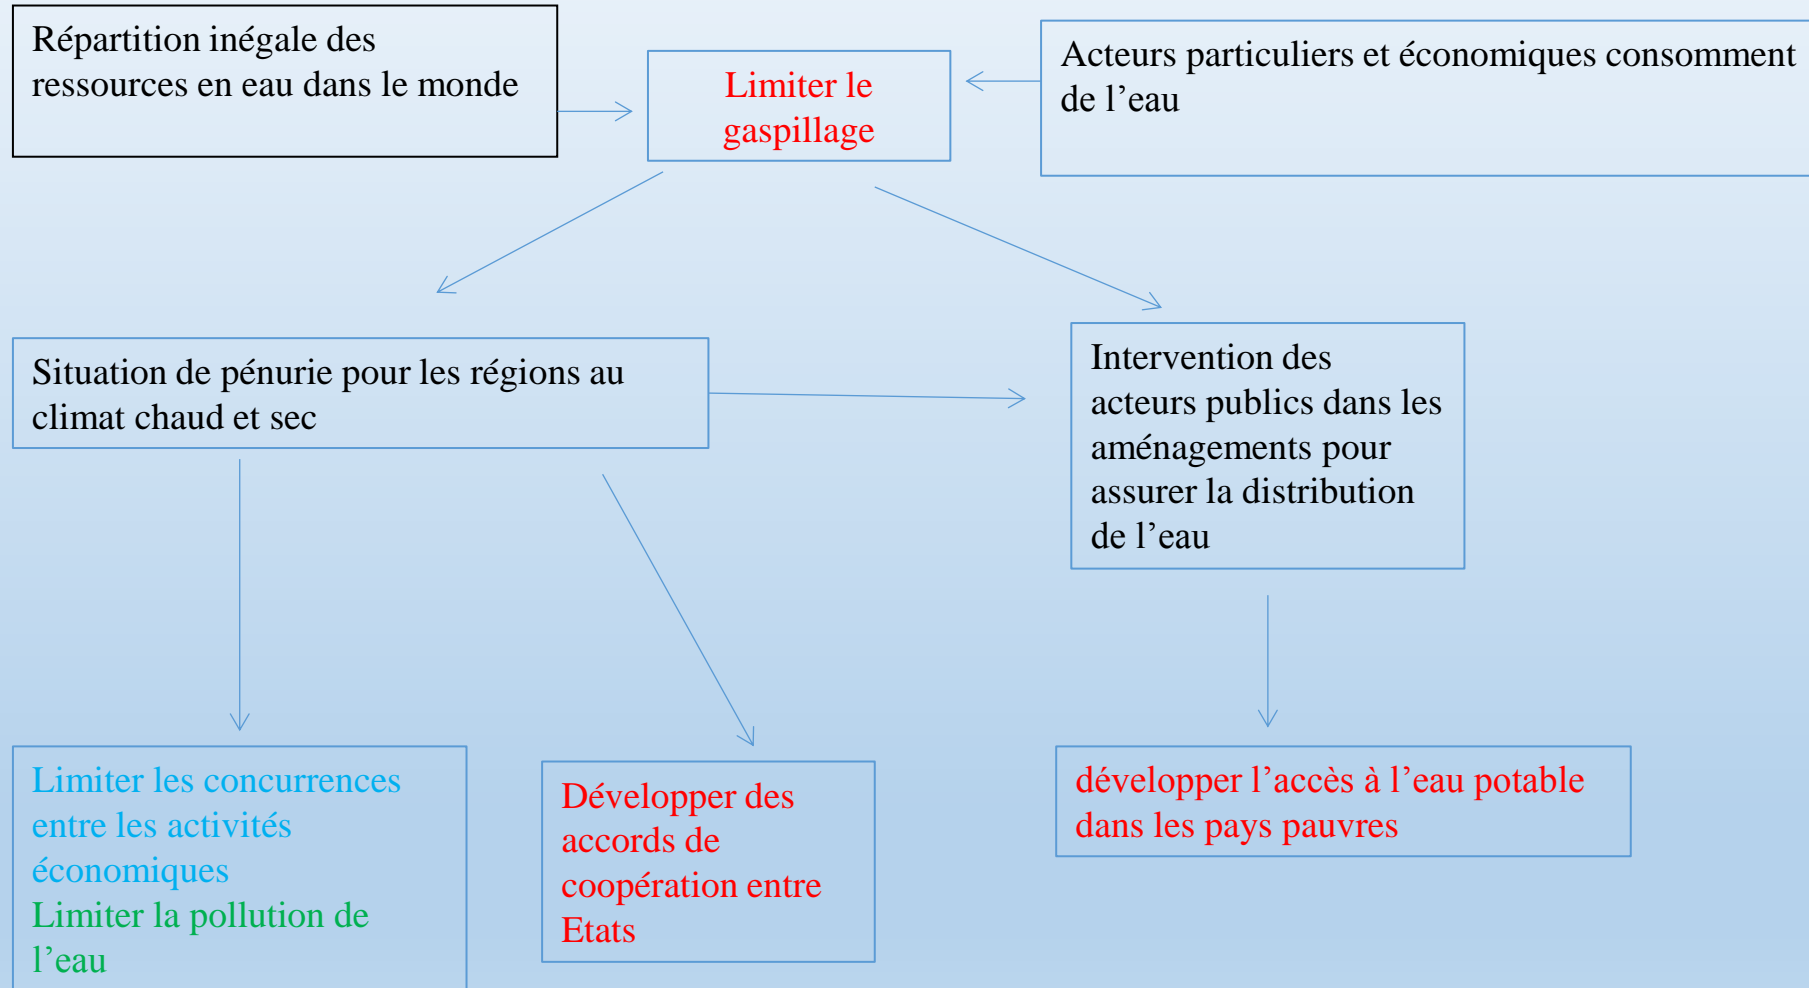 Répartition inégale des
ressources en eau dans le monde
Limiter le
gaspillage
Acteurs particuliers et économiques consomment
de l’eau
Situation de pénurie pour les régions au
climat chaud et sec
Intervention des
acteurs publics dans les
aménagements pour
assurer la distribution
de l’eau
Limiter les concurrences
entre les activités
économiques
Limiter la pollution de
l’eau
Développer des
accords de
coopération entre
Etats
développer l’accès à l’eau potable
dans les pays pauvres